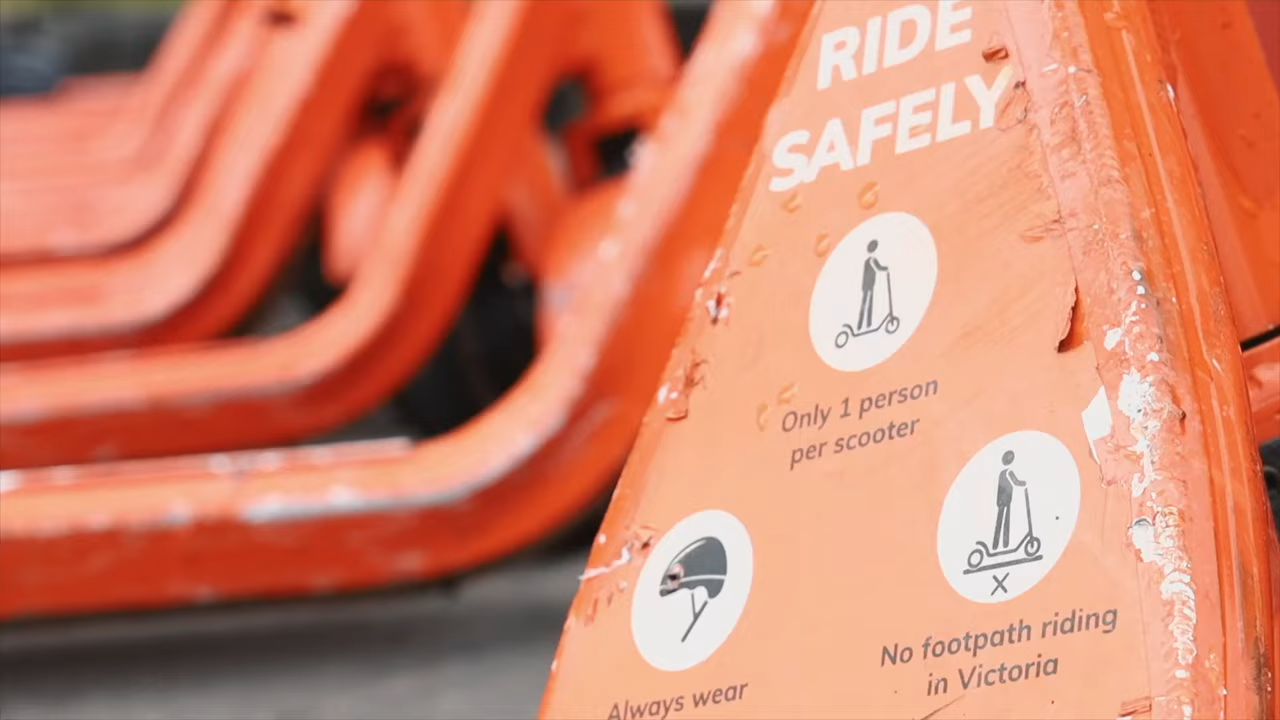 RIDE
SAFELY
Only 1 person
per scooter
No footpath riding
in Victoria
Always wear